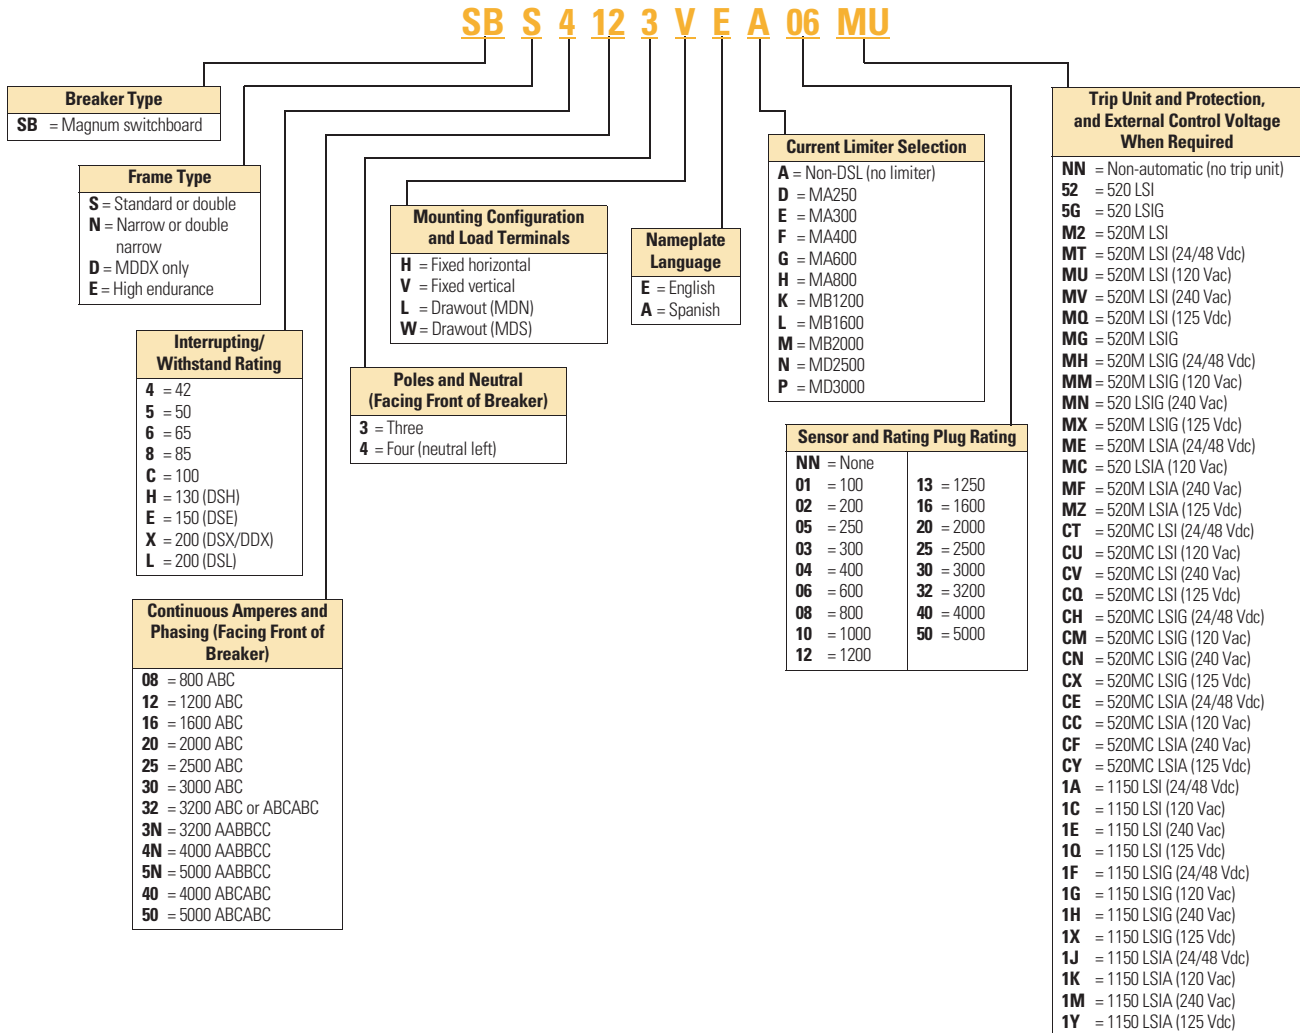 SB S 4 12 3 V E A 06 MU
Breaker Type
SB = Magnum switchboard
Frame Type
S = Standard or double
N = Narrow or double
narrow
D = MDDX only
E = High endurance
Interrupting/
Withstand Rating
4 = 42
5 = 50
6 = 65
8 = 85
C = 100
H = 130 (DSH)
E = 150 (DSE)
X = 200 (DSX/DDX)
L = 200 (DSL)
Continuous Amperes and
Phasing (Facing Front of
Breaker)
08 = 800 ABC
12 = 1200 ABC
16 = 1600 ABC
20 = 2000 ABC
25 = 2500 ABC
30 = 3000 ABC
32 = 3200 ABC or ABCABC
3N = 3200 AABBCC
4N = 4000 AABBCC
5N = 5000 AABBCC
40 = 4000 ABCABC
50 = 5000 ABCABC
Poles and Neutral
(Facing Front of Breaker)
3 = Three
4 = Four (neutral left)
Mounting Configuration
and Load Terminals
H = Fixed horizontal
V = Fixed vertical
L = Drawout (MDN)
W = Drawout (MDS)
Nameplate
Language
E = English
A = Spanish
Current Limiter Selection
A = Non-DSL (no limiter)
D = MA250
E = MA300
F = MA400
G = MA600
H = MA800
K = MB1200
L = MB1600
M = MB2000
N = MD2500
P = MD3000
Sensor and Rating Plug Rating
NN = None
01 = 100
02 = 200
05 = 250
03 = 300
04 = 400
06 = 600
08 = 800
10 = 1000
12 = 1200
13 = 1250
16 = 1600
20 = 2000
25 = 2500
30 = 3000
32 = 3200
40 = 4000
50 = 5000
Trip Unit and Protection,
and External Control Voltage
When Required
NN = Non-automatic (no trip unit)
52 = 520 LSI
5G = 520 LSIG
M2 = 520M LSI
MT = 520M LSI (24/48 Vdc)
MU = 520M LSI (120 Vac)
MV = 520M LSI (240 Vac)
MQ = 520M LSI (125 Vdc)
MG = 520M LSIG
MH = 520M LSIG (24/48 Vdc)
MM = 520M LSIG (120 Vac)
MN = 520 LSIG (240 Vac)
MX = 520M LSIG (125 Vdc)
ME = 520M LSIA (24/48 Vdc)
MC = 520 LSIA (120 Vac)
MF = 520M LSIA (240 Vac)
MZ = 520M LSIA (125 Vdc)
CT = 520MC LSI (24/48 Vdc)
CU = 520MC LSI (120 Vac)
CV = 520MC LSI (240 Vac)
CQ = 520MC LSI (125 Vdc)
CH = 520MC LSIG (24/48 Vdc)
CM = 520MC LSIG (120 Vac)
CN = 520MC LSIG (240 Vac)
CX = 520MC LSIG (125 Vdc)
CE = 520MC LSIA (24/48 Vdc)
CC = 520MC LSIA (120 Vac)
CF = 520MC LSIA (240 Vac)
CY = 520MC LSIA (125 Vdc)
1A = 1150 LSI (24/48 Vdc)
1C = 1150 LSI (120 Vac)
1E = 1150 LSI (240 Vac)
1Q = 1150 LSI (125 Vdc)
1F = 1150 LSIG (24/48 Vdc)
1G = 1150 LSIG (120 Vac)
1H = 1150 LSIG (240 Vac)
1X = 1150 LSIG (125 Vdc)
1J = 1150 LSIA (24/48 Vdc)
1K = 1150 LSIA (120 Vac)
1M = 1150 LSIA (240 Vac)
1Y = 1150 LSIA (125 Vdc)